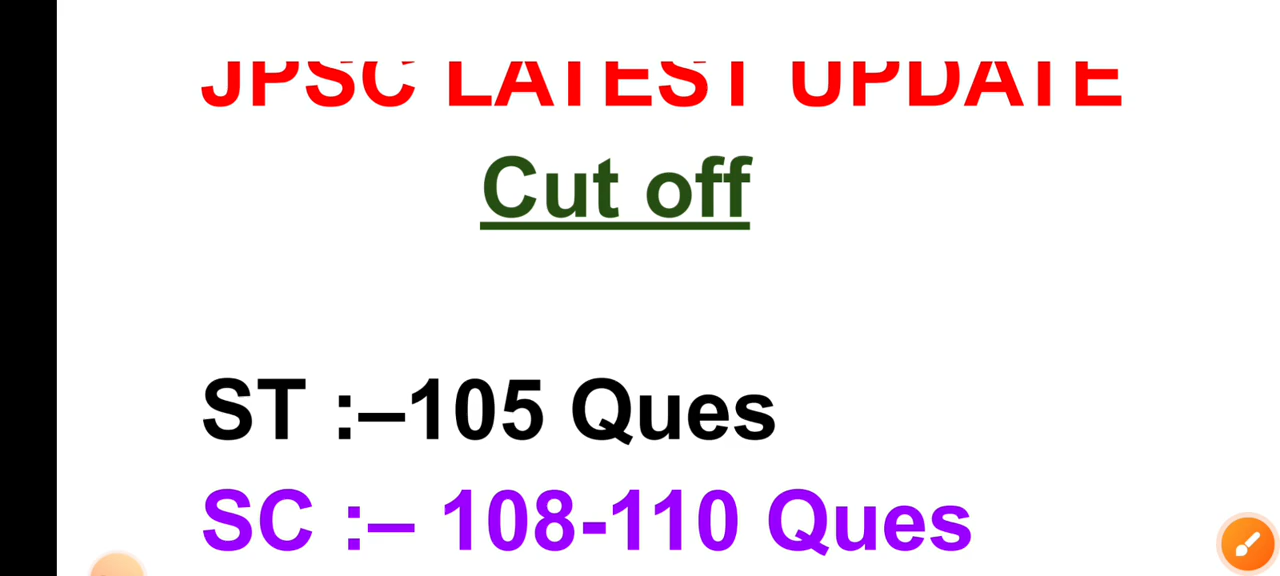 JPSC LATEST UPDATE
Cut off
ST :–105 Ques
SC :– 108-110 Ques